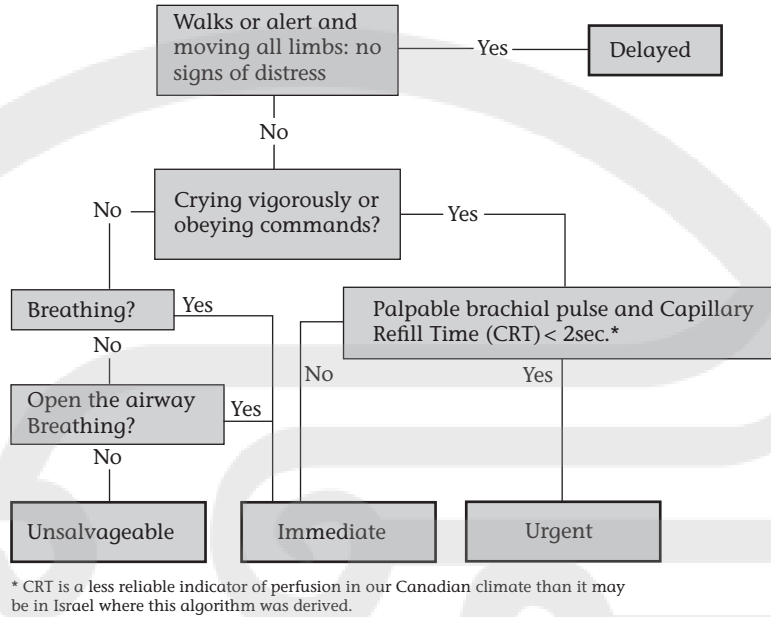 Walks or alert and
moving all limbs: no
signs of distress
Yes
Delayed
No
Crying vigorously or
obeying commands?
No
Yes
Breathing?
Yes
Palpable brachial pulse and Capillary
Refill Time (CRT)< 2sec.*
No
No
Yes
Open the airway
Breathing?
Yes
No
Unsalvageable
Immediate
Urgent
* CRT is a less reliable indicator of perfusion in our Canadian climate than it may
be in Israel where this algorithm was derived.